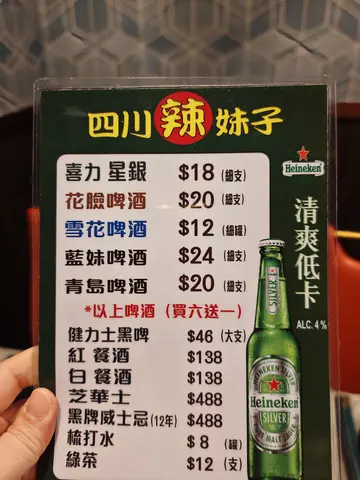 四川辣妹子
喜力 星銀 $18 (細支)
花臉啤酒 $20 (細支)
雪花啤酒 $12 (細罐)
藍妹啤酒 $24 (細支)
青島啤酒 $20 (細支)
*以上啤酒 (買六送一)
健力士黑啤 $46 (大支)
紅 餐酒 $138
白 餐酒 $138
芝華士 $488
黑牌威士忌(12年) $488
梳打水 $ 8 (罐)
綠茶 $12 (支)
Heineken
清爽低卡
ALC. 4%
SILVER
HEINEKEN SILVER
Heineken
SILVER